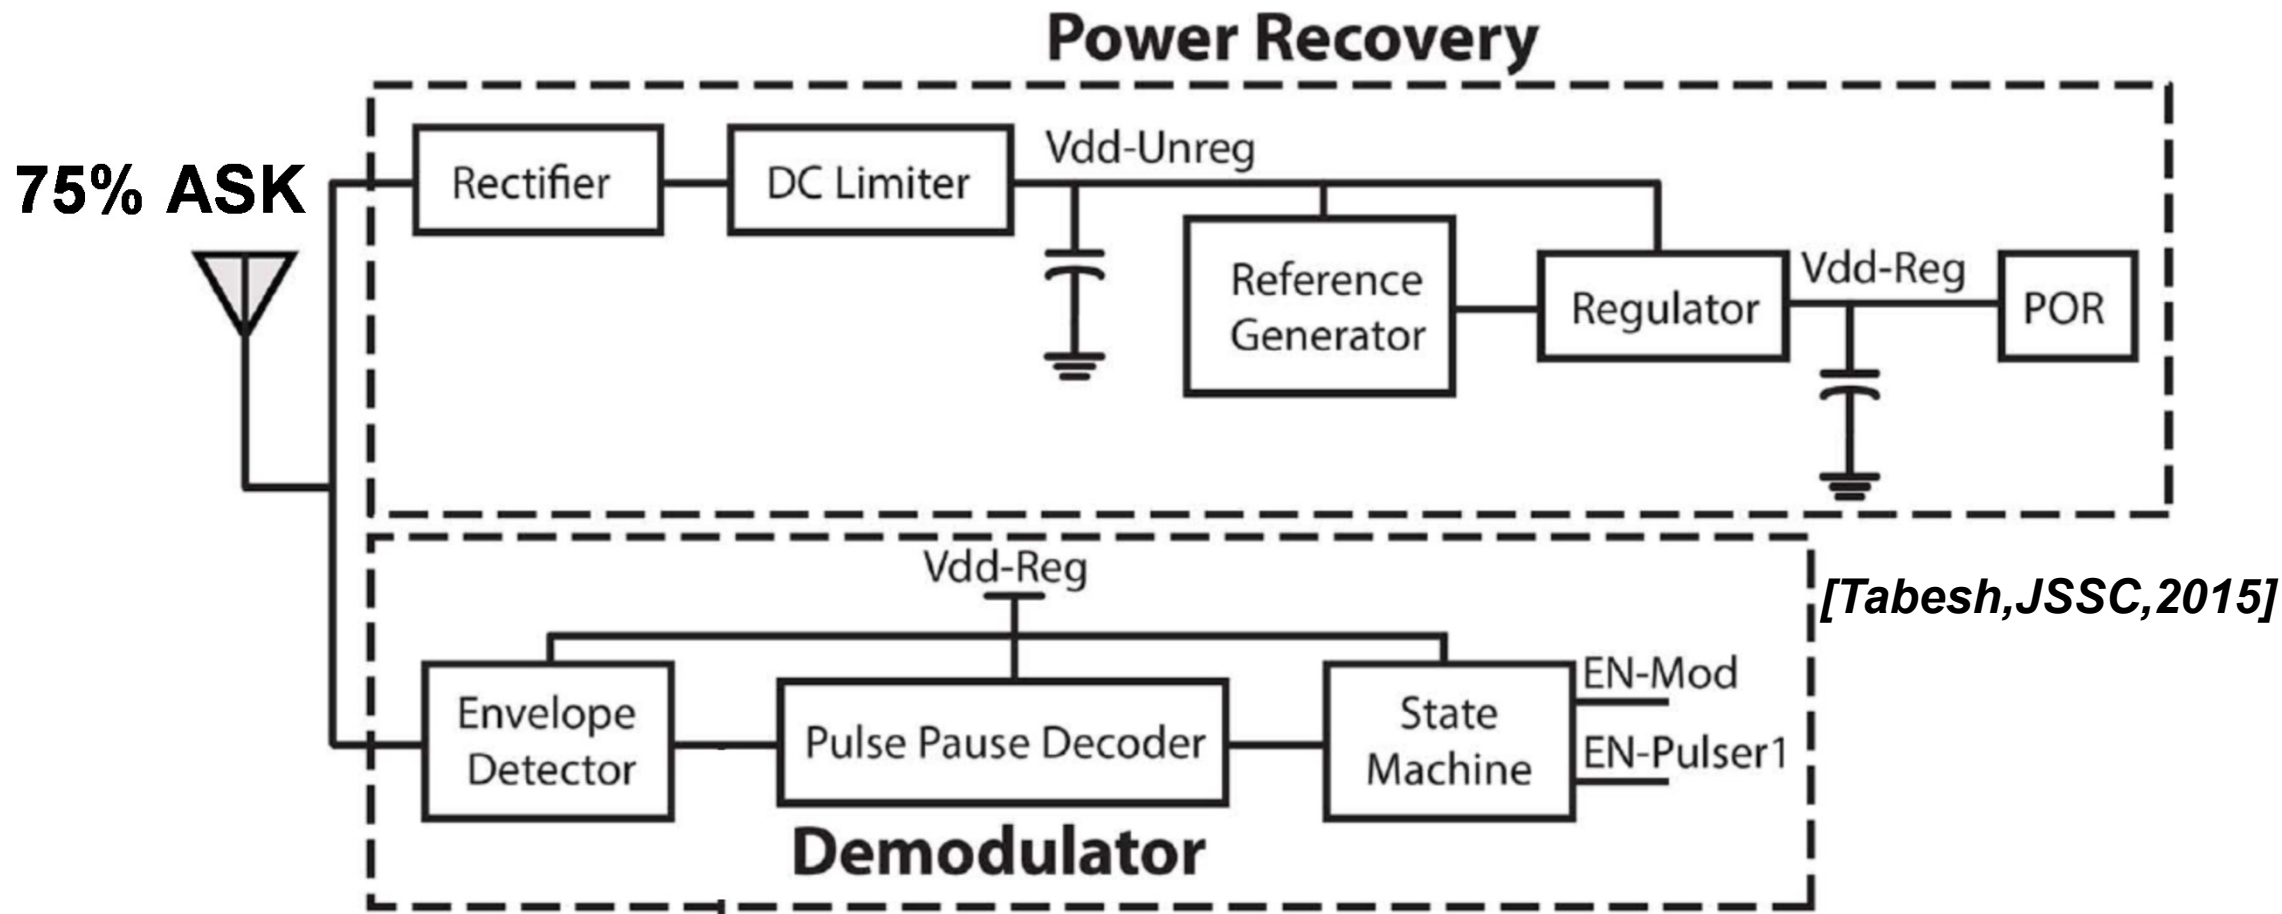 Power Recovery
75% ASK
Rectifier
DC Limiter
Vdd-Unreg
Reference
Generator
Regulator
Vdd-Reg
POR
Vdd-Reg
[Tabesh,JSSC,2015]
Envelope
Detector
Pulse Pause Decoder
State
Machine
EN-Mod
EN-Pulser1
Demodulator